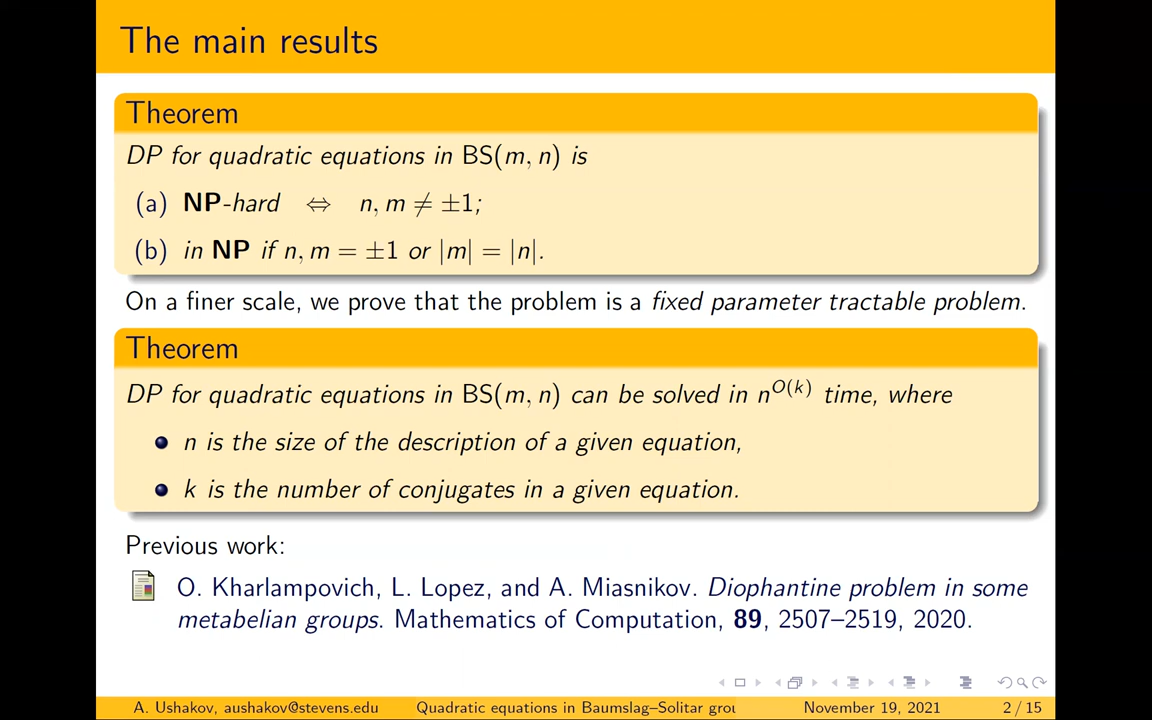 The main results
Theorem
DP for quadratic equations in BS(m, n) is
(a) NP-hard ⇔ n, m ≠ ±1;
(b) in NP if n, m = ±1 or |m| = |n|.
On a finer scale, we prove that the problem is a fixed parameter tractable problem.
Theorem
DP for quadratic equations in BS(m, n) can be solved in n^{O(k)} time, where
n is the size of the description of a given equation,
k is the number of conjugates in a given equation.
Previous work:
O. Kharlampovich, L. Lopez, and A. Miasnikov. Diophantine problem in some
metabelian groups. Mathematics of Computation, 89, 2507–2519, 2020.
A. Ushakov, aushakov@stevens.edu Quadratic equations in Baumslag–Solitar grou November 19, 2021 2 / 15